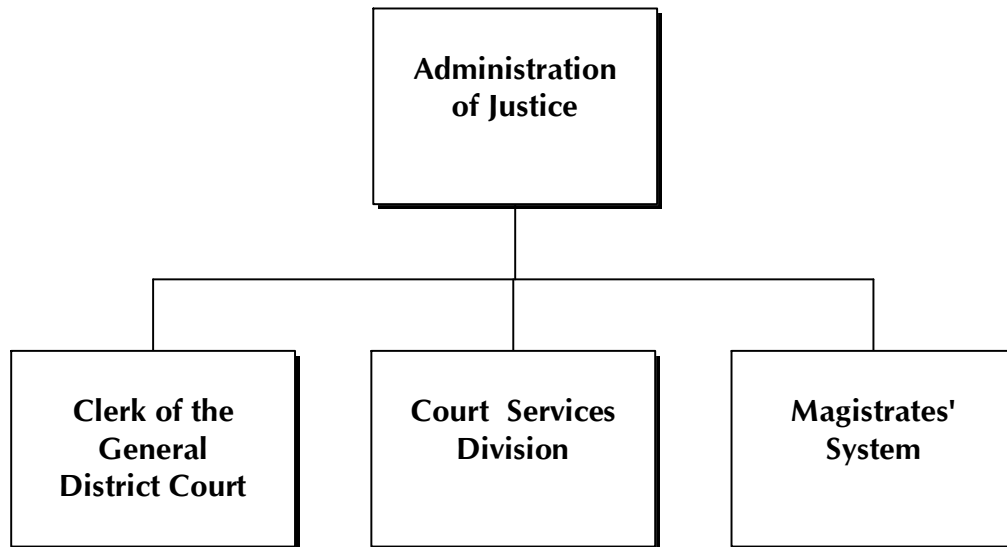 Administration
of Justice
Clerk of the
General
District Court
Court Services
Division
Magistrates'
System